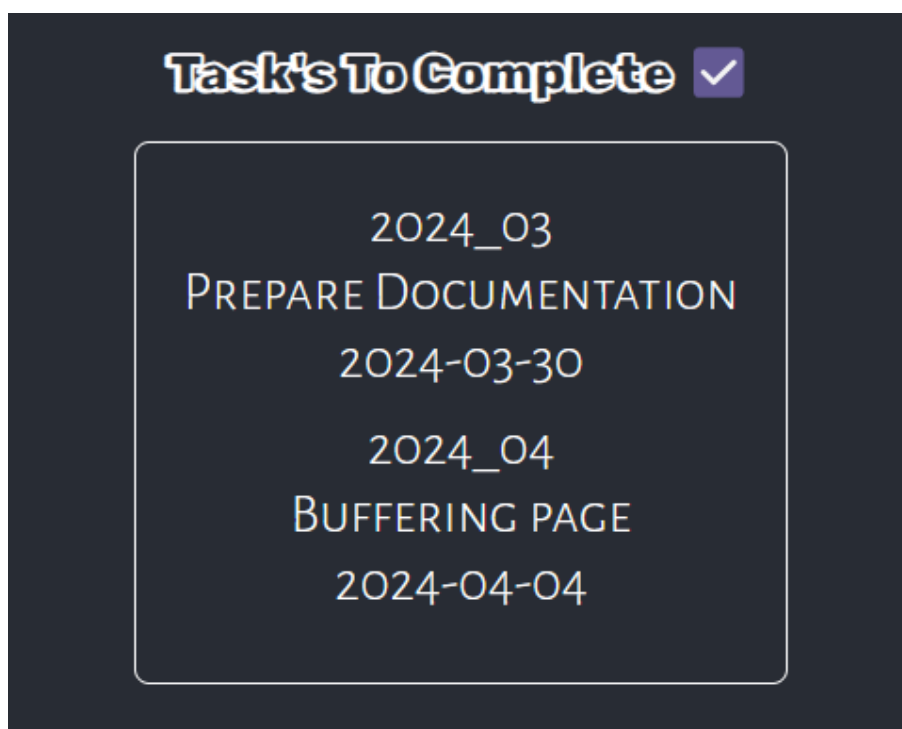 Task's To Complete ✅
2024_03
Prepare Documentation
2024-03-30
2024_04
Buffering page
2024-04-04